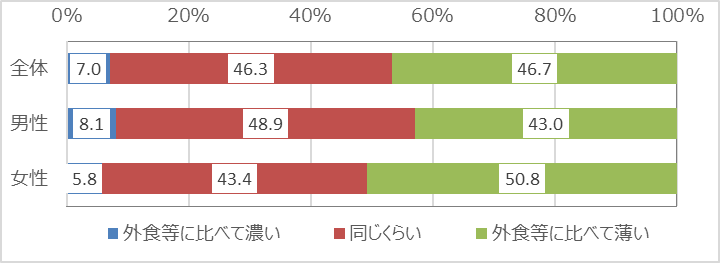 0% 20% 40% 60% 80% 100%
全体 7.0 46.3 46.7
男性 8.1 48.9 43.0
女性 5.8 43.4 50.8
外食等に比べて濃い 同じくらい 外食等に比べて薄い